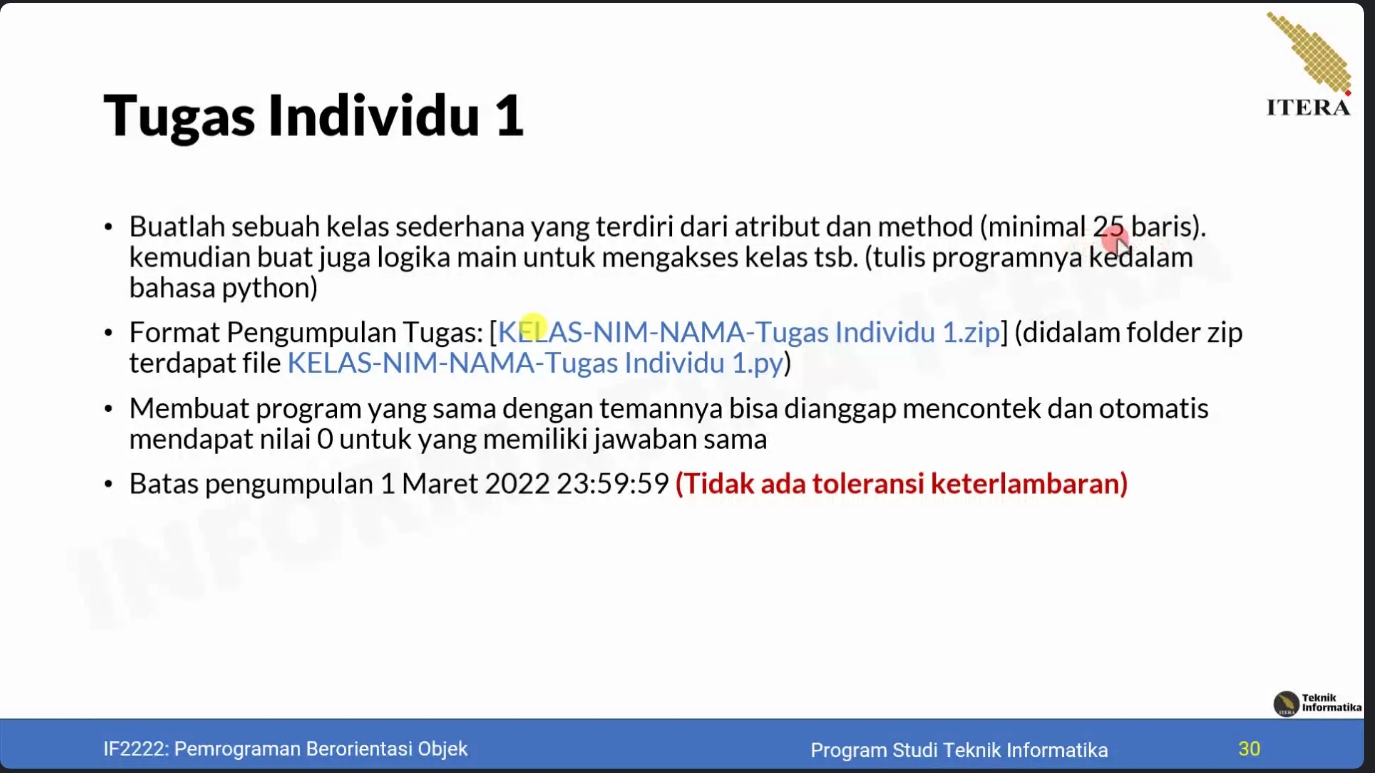 ITERA
Tugas Individu 1
• Buatlah sebuah kelas sederhana yang terdiri dari atribut dan method (minimal 25 baris).
kemudian buat juga logika main untuk mengakses kelas tsb. (tulis programnya kedalam
bahasa python)
• Format Pengumpulan Tugas: [KELAS-NIM-NAMA-Tugas Individu 1.zip] (didalam folder zip
terdapat file KELAS-NIM-NAMA-Tugas Individu 1.py)
• Membuat program yang sama dengan temannya bisa dianggap mencontek dan otomatis
mendapat nilai 0 untuk yang memiliki jawaban sama
• Batas pengumpulan 1 Maret 2022 23:59:59 (Tidak ada toleransi keterlambaran)
Teknik
Informatika
IF2222: Pemrograman Berorientasi Objek
Program Studi Teknik Informatika
30